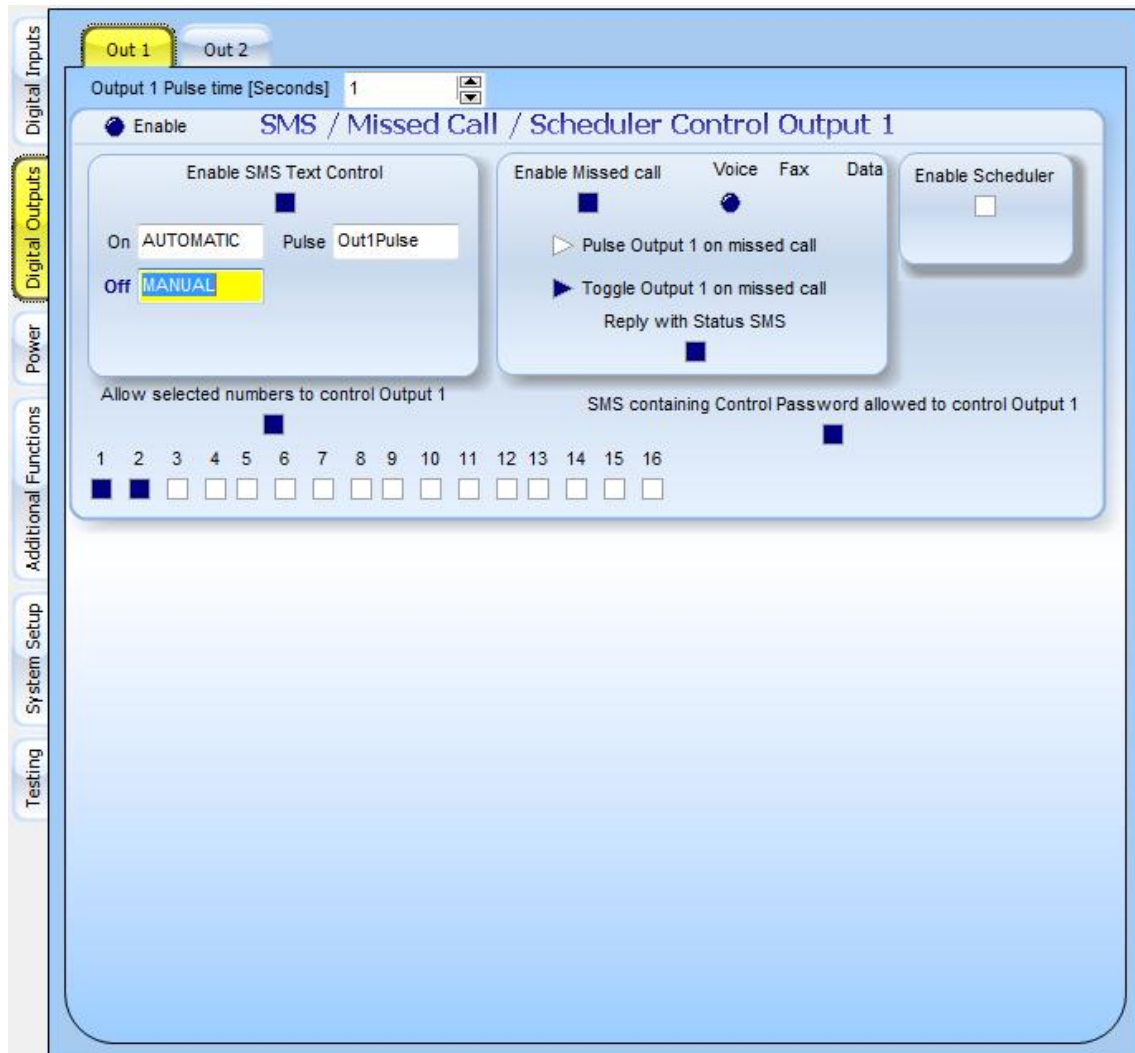 Digital Inputs
Digital Outputs
Power
Additional Functions
System Setup
Testing
Out 1 Out 2
Output 1 Pulse time [Seconds] 1
Enable SMS / Missed Call / Scheduler Control Output 1
Enable SMS Text Control
On AUTOMATIC Pulse Out1Pulse
Off MANUAL
Enable Missed call Voice Fax Data
Pulse Output 1 on missed call
Toggle Output 1 on missed call
Reply with Status SMS
Enable Scheduler
Allow selected numbers to control Output 1
SMS containing Control Password allowed to control Output 1
1 2 3 4 5 6 7 8 9 10 11 12 13 14 15 16